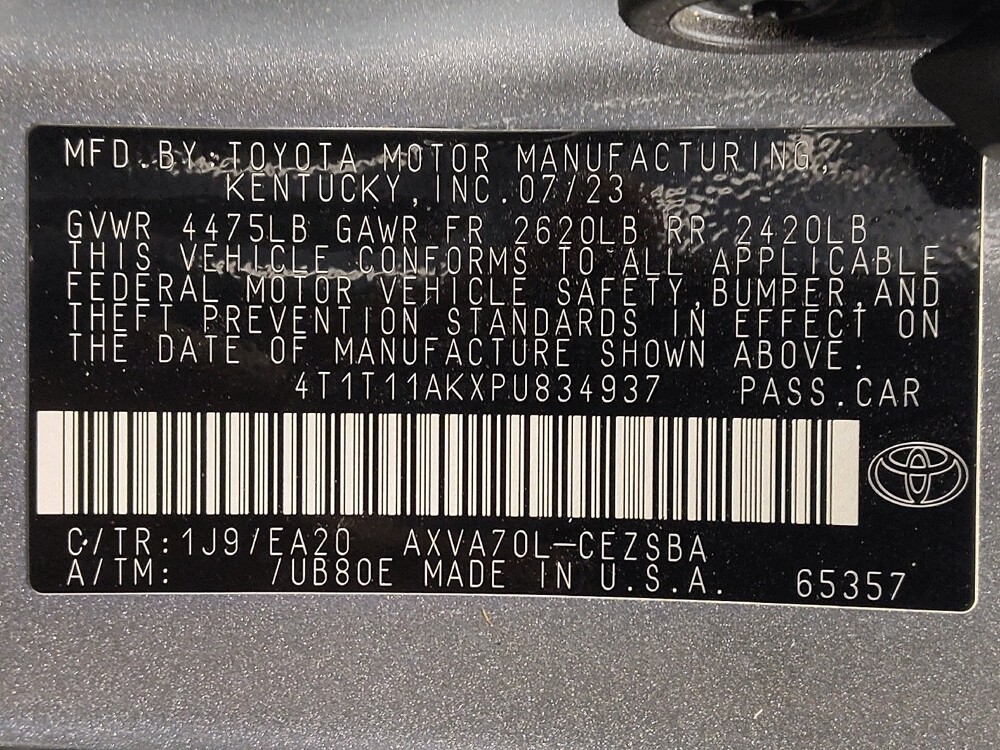 MFD.BY:TOYOTA MOTOR MANUFACTURING,
KENTUCKY,INC.07/23
GVWR 4475LB GAWR FR 2620LB RR 2420LB
THIS VEHICLE CONFORMS TO ALL APPLICABLE
FEDERAL MOTOR VEHICLE SAFETY,BUMPER,AND
THEFT PREVENTION STANDARDS IN EFFECT ON
THE DATE OF MANUFACTURE SHOWN ABOVE.
4T1T11AKXPU834937 PASS.CAR
C/TR:1J9/EA20 AXVA70L-CEZSBA
A/TM: /UB80E MADE IN U.S.A. 65357